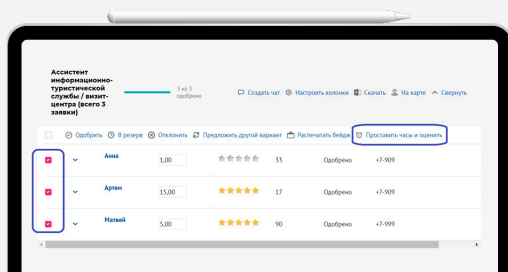 Ассистент
информационно-
туристической
службы / визит-
центра (всего 3
заявки)
3 из 3
одобрено
Создать чат Настроить колонки Скачать На карте Свернуть
Одобрить В резерв Отклонить Предложить другой вариант Распечатать бейдж Проставить часы и оценить
Анна 1,00 33 Одобрено +7-909
Артем 15,00 17 Одобрено +7-909
Матвей 5,00 90 Одобрено +7-999